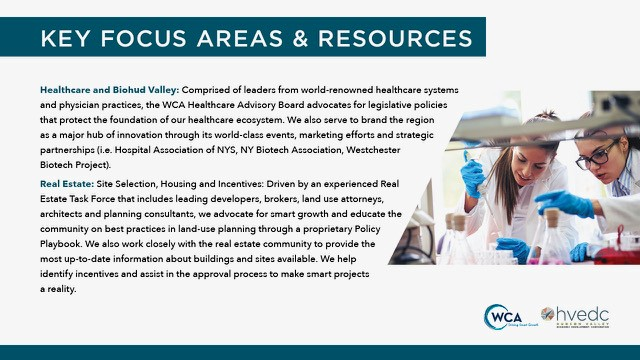 KEY FOCUS AREAS & RESOURCES
Healthcare and Biohud Valley: Comprised of leaders from world-renowned healthcare systems
and physician practices, the WCA Healthcare Advisory Board advocates for legislative policies
that protect the foundation of our healthcare ecosystem. We also serve to brand the region
as a major hub of innovation through its world-class events, marketing efforts and strategic
partnerships (i.e. Hospital Association of NYS, NY Biotech Association, Westchester
Biotech Project).
Real Estate: Site Selection, Housing and Incentives: Driven by an experienced Real
Estate Task Force that includes leading developers, brokers, land use attorneys,
architects and planning consultants, we advocate for smart growth and educate the
community on best practices in land-use planning through a proprietary Policy
Playbook. We also work closely with the real estate community to provide the
most up-to-date information about buildings and sites available. We help
identify incentives and assist in the approval process to make smart projects
a reality.
WCA
Driving Smart Growth
hvedc
HUDSON VALLEY
ECONOMIC DEVELOPMENT CORPORATION